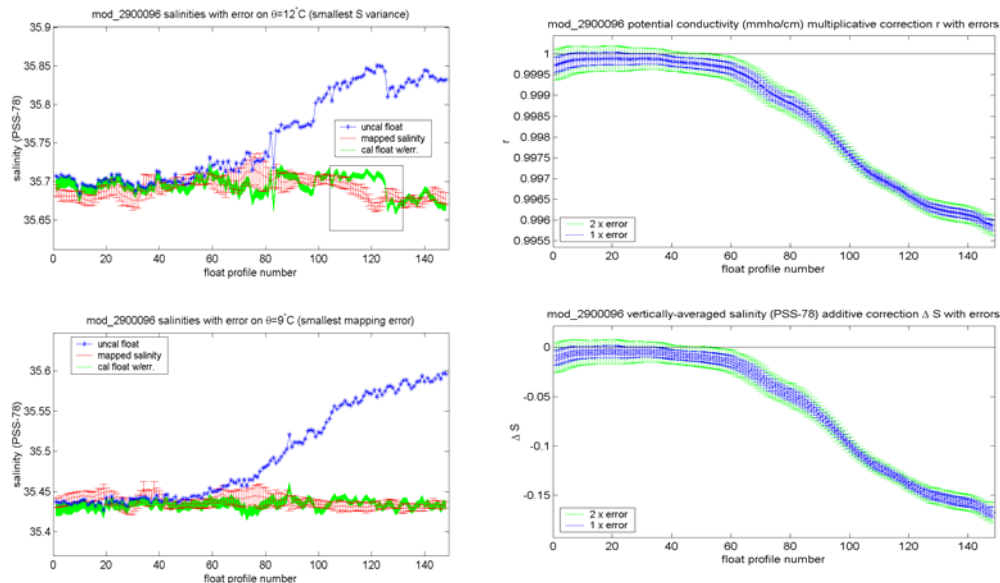 mod_2900096 salinities with error on θ=12°C (smallest S variance)
35.9
35.85
35.8
35.75
35.7
35.65
salinity (PSS-78)
uncal float
mapped salinity
cal float w/err.
0 20 40 60 80 100 120 140
float profile number
mod_2900096 potential conductivity (mmho/cm) multiplicative correction r with errors
1
0.9995
0.999
0.9985
0.998
0.9975
0.997
0.9965
0.996
0.9955
r
2 x error
1 x error
0 20 40 60 80 100 120 140
float profile number
mod_2900096 salinities with error on θ=9°C (smallest mapping error)
35.6
35.55
35.5
35.45
35.4
salinity (PSS-78)
uncal float
mapped salinity
cal float w/err.
0 20 40 60 80 100 120 140
float profile number
mod_2900096 vertically-averaged salinity (PSS-78) additive correction Δ S with errors
0
-0.05
-0.1
-0.15
Δ S
2 x error
1 x error
0 20 40 60 80 100 120 140
float profile number